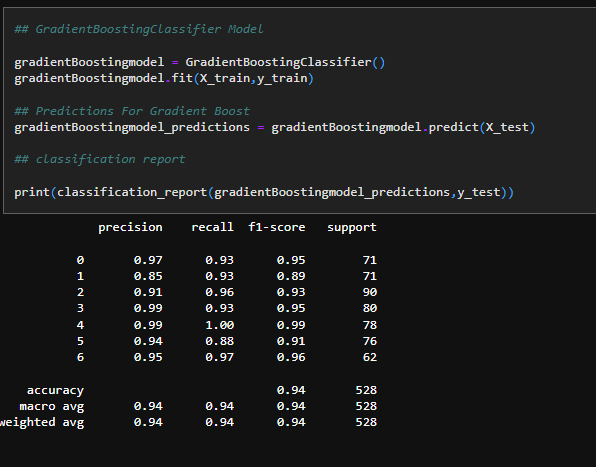 ## GradientBoostingClassifier Model
gradientBoostingmodel = GradientBoostingClassifier()
gradientBoostingmodel.fit(X_train,y_train)
## Predictions For Gradient Boost
gradientBoostingmodel_predictions = gradientBoostingmodel.predict(X_test)
## classification report
print(classification_report(gradientBoostingmodel_predictions,y_test))
precision recall f1-score support
0 0.97 0.93 0.95 71
1 0.85 0.93 0.89 71
2 0.91 0.96 0.93 90
3 0.99 0.93 0.95 80
4 0.99 1.00 0.99 78
5 0.94 0.88 0.91 76
6 0.95 0.97 0.96 62
accuracy 0.94 528
macro avg 0.94 0.94 0.94 528
weighted avg 0.94 0.94 0.94 528